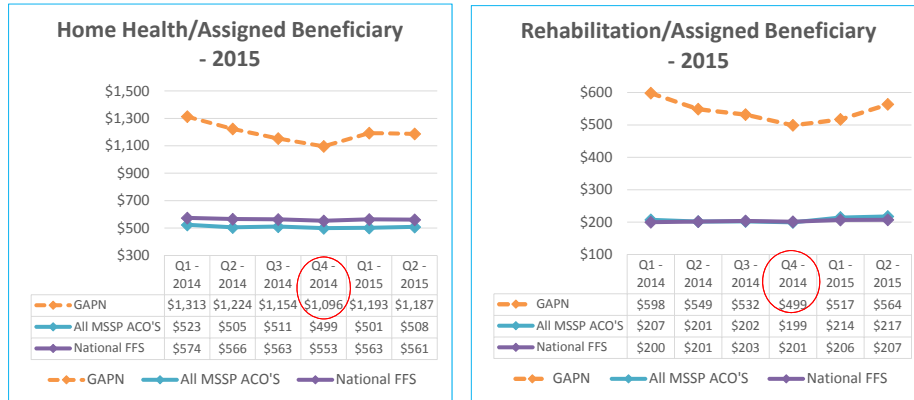 Home Health/Assigned Beneficiary
- 2015
$1,500
$1,300
$1,100
$900
$700
$500
$300
Q1 - Q2 - Q3 - Q4 - Q1 - Q2 -
2014 2014 2014 2014 2015 2015
GAPN $1,313 $1,224 $1,154 $1,096 $1,193 $1,187
All MSSP ACO'S $523 $505 $511 $499 $501 $508
National FFS $574 $566 $563 $553 $563 $561
GAPN All MSSP ACO'S National FFS
Rehabilitation/Assigned Beneficiary
- 2015
$600
$500
$400
$300
$200
$100
Q1 - Q2 - Q3 - Q4 - Q1 - Q2 -
2014 2014 2014 2014 2015 2015
GAPN $598 $549 $532 $499 $517 $564
All MSSP ACO'S $207 $201 $202 $199 $214 $217
National FFS $200 $201 $203 $201 $206 $207
GAPN All MSSP ACO'S National FFS